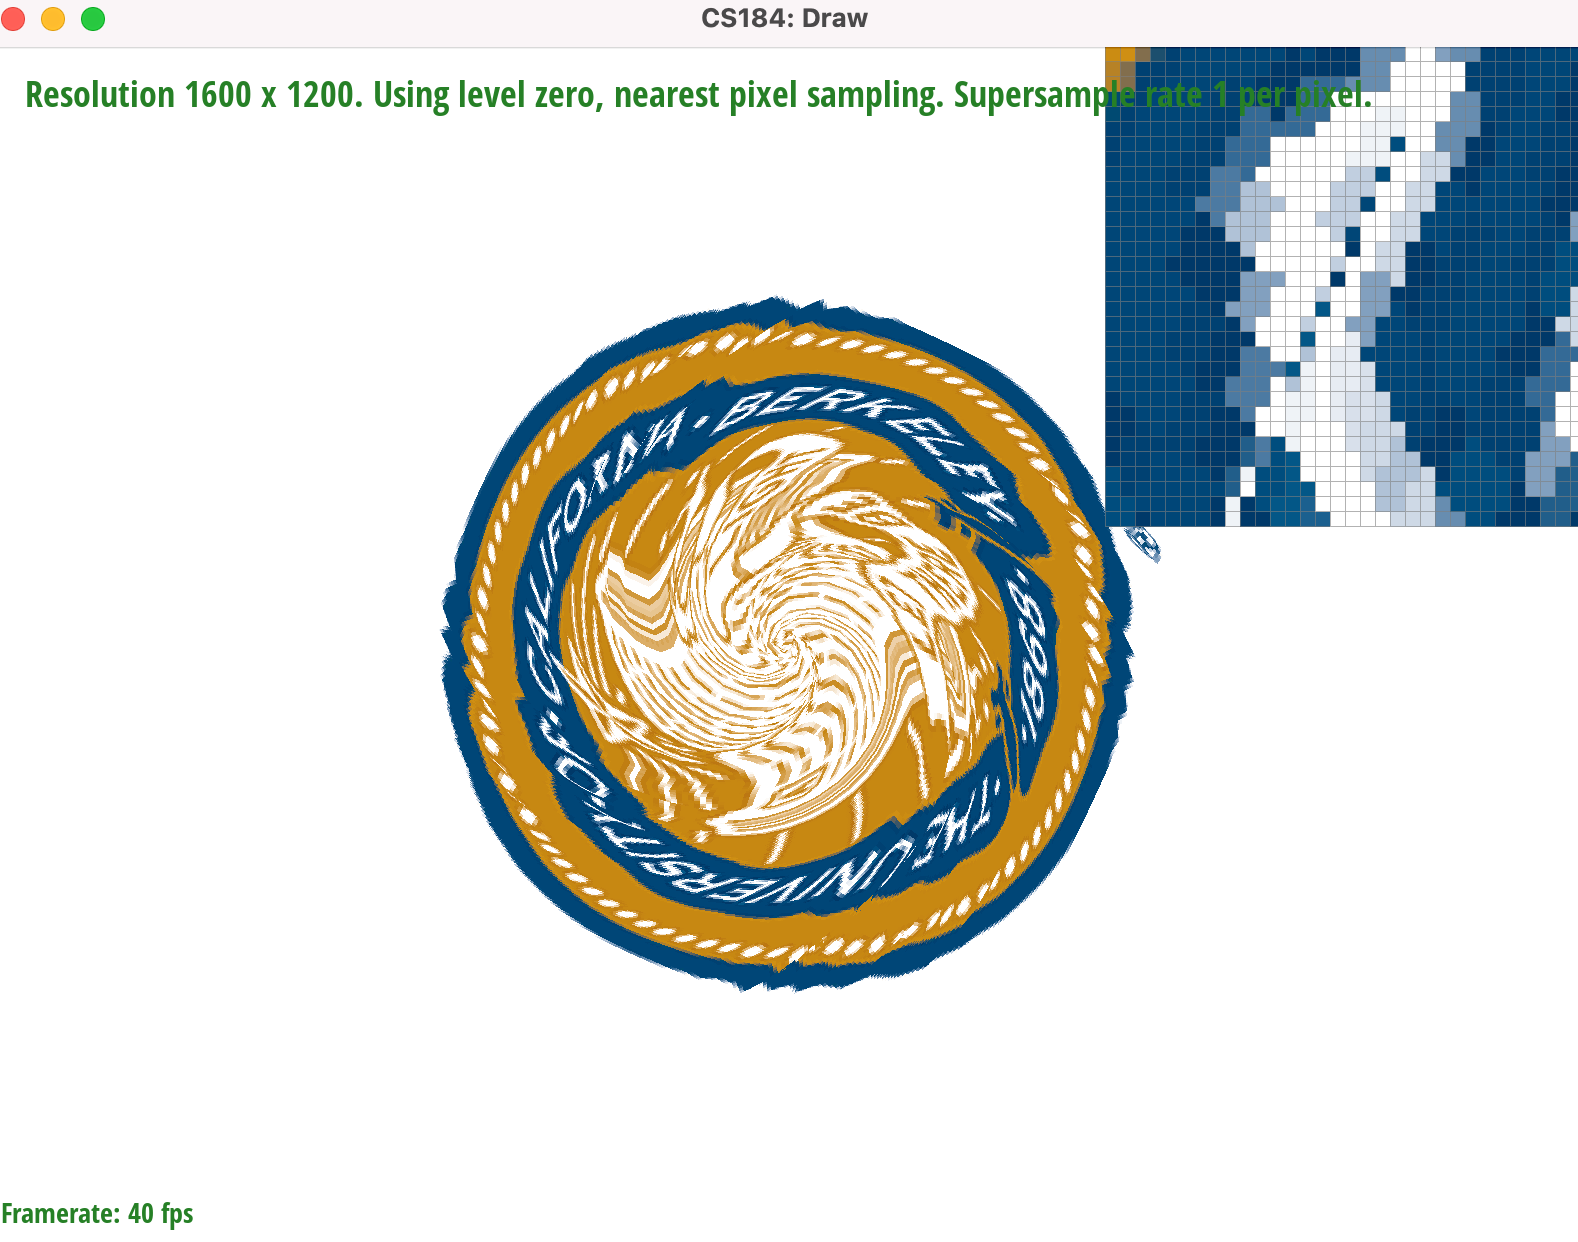 CS184: Draw
Resolution 1600 x 1200. Using level zero, nearest pixel sampling. Supersample rate 1 per pixel.
·THE UNIVERSITY·OF·CALIFORNIA·BERKELEY
·1868·
Framerate: 40 fps